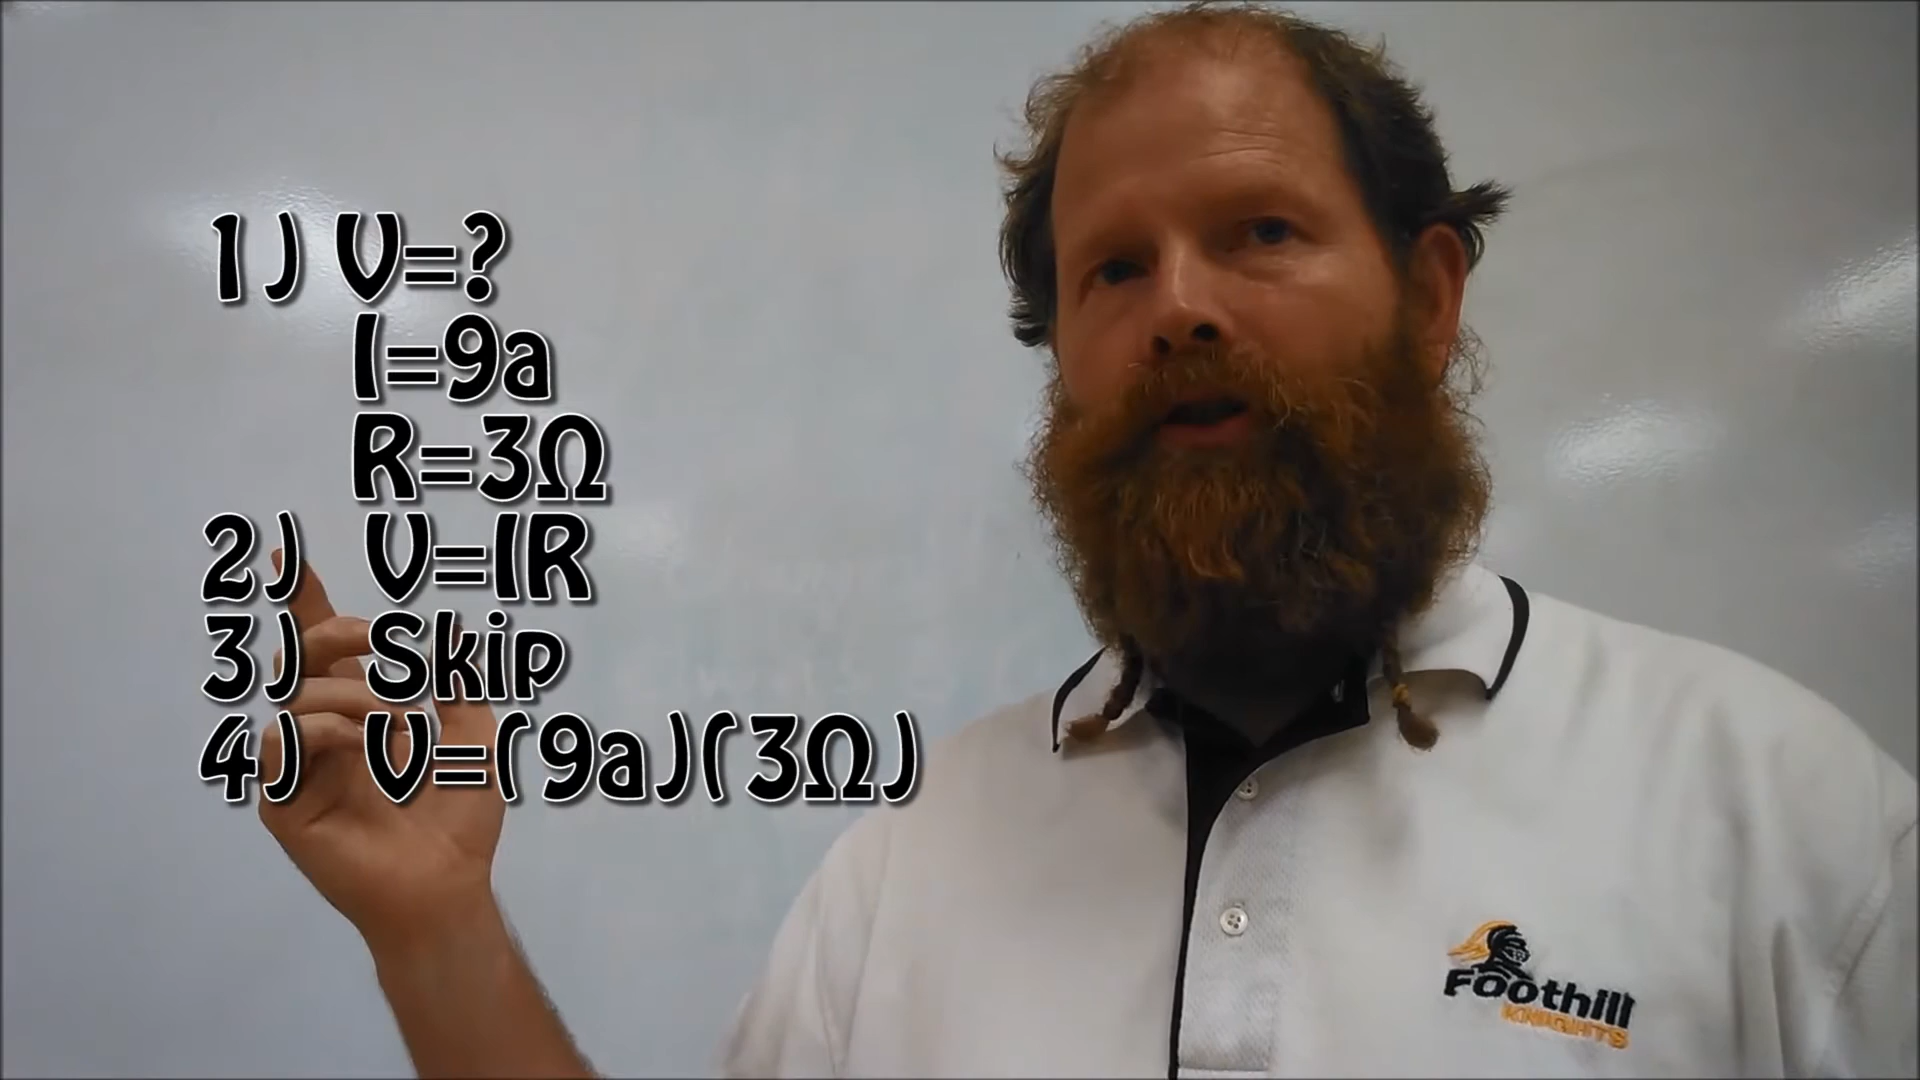 1) V=?
I=9a
R=3Ω
2) V=IR
3) Skip
4) V=(9a)(3Ω)
Foothill
KNIGHTS